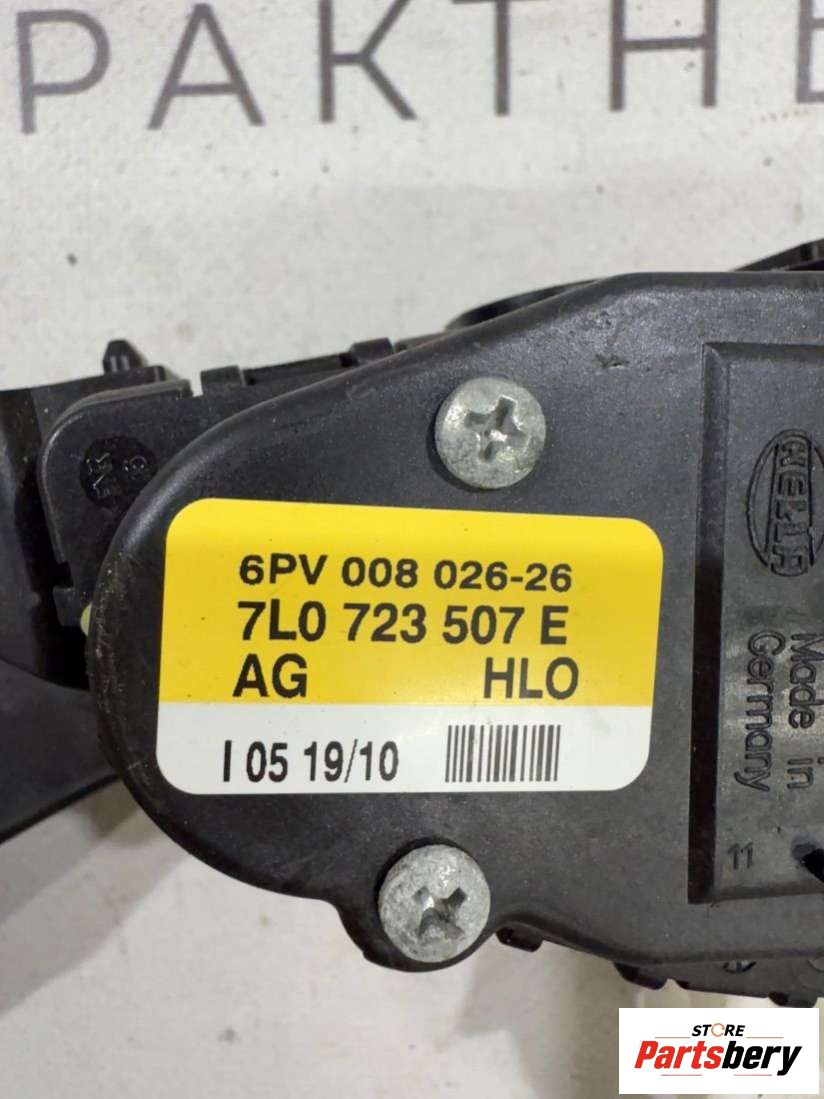 РАКТНЕ
6PV 008 026-26
7L0 723 507 E
AG HLO
I 05 19/10
HELLA
Made in
Germany
11
STORE
Partsbery